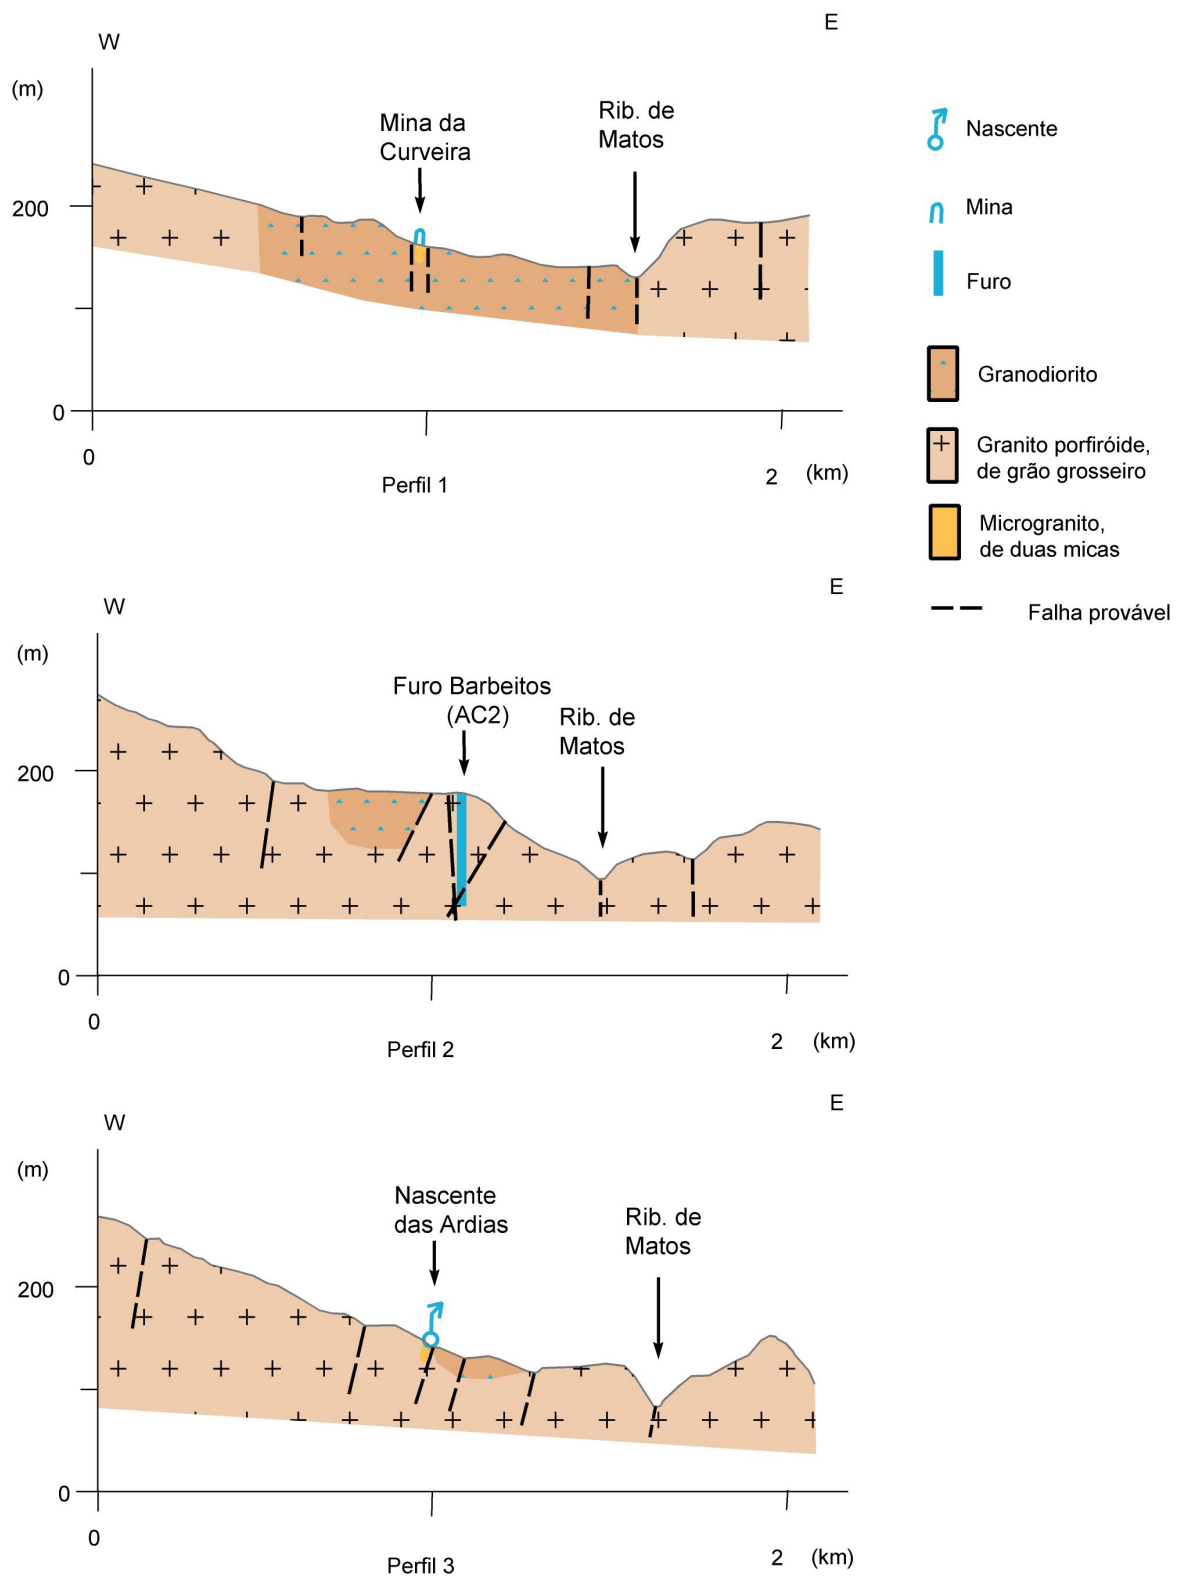 W
E
(m)
Mina da
Curveira
Rib. de
Matos
200
0
0
Perfil 1
2
(km)
Nascente
Mina
Furo
Granodiorito
Granito porfiróide,
de grão grosseiro
Microgranito,
de duas micas
Falha provável
W
E
(m)
Furo Barbeitos
(AC2)
Rib. de
Matos
200
0
0
Perfil 2
2
(km)
W
E
(m)
Nascente
das Ardias
Rib. de
Matos
200
0
0
Perfil 3
2
(km)